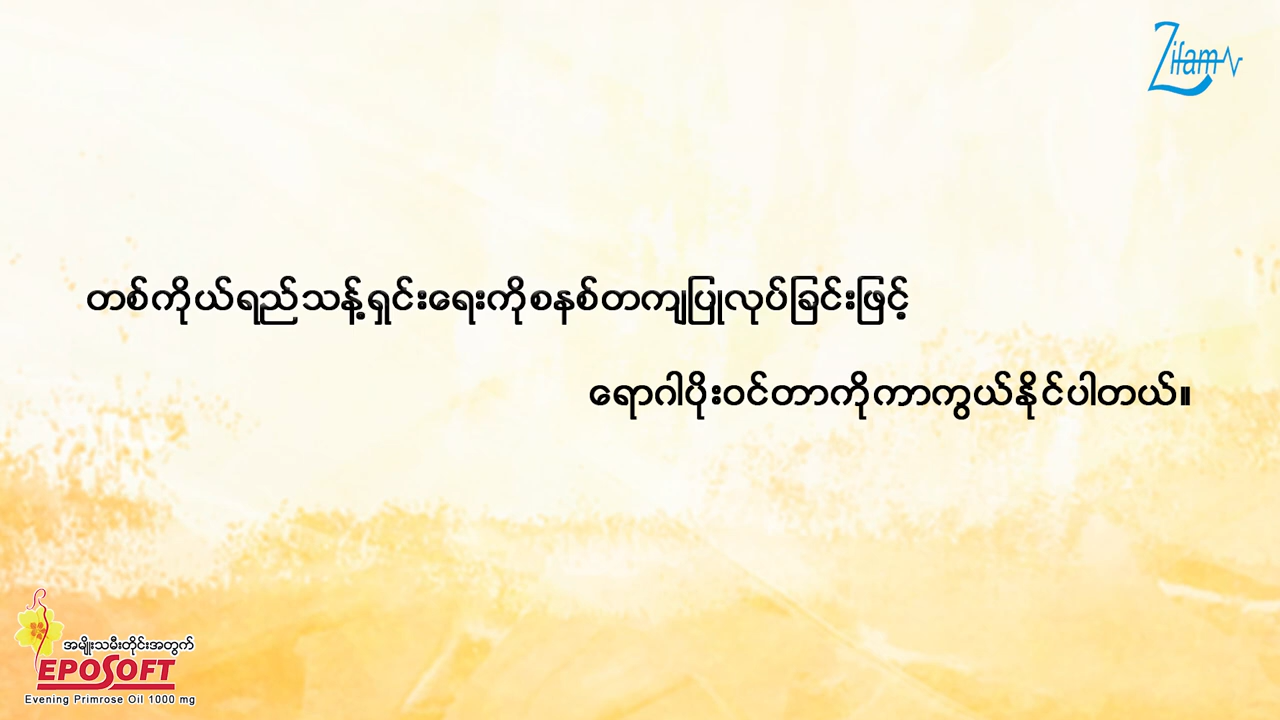 Zifam
တစ်ကိုယ်ရည်သန့်ရှင်းရေးကိုစနစ်တကျပြုလုပ်ခြင်းဖြင့်
ရောဂါပိုးဝင်တာကိုကာကွယ်နိုင်ပါတယ်။
အမျိုးသမီးတိုင်းအတွက်
EPOSOFT
Evening Primrose Oil 1000 mg